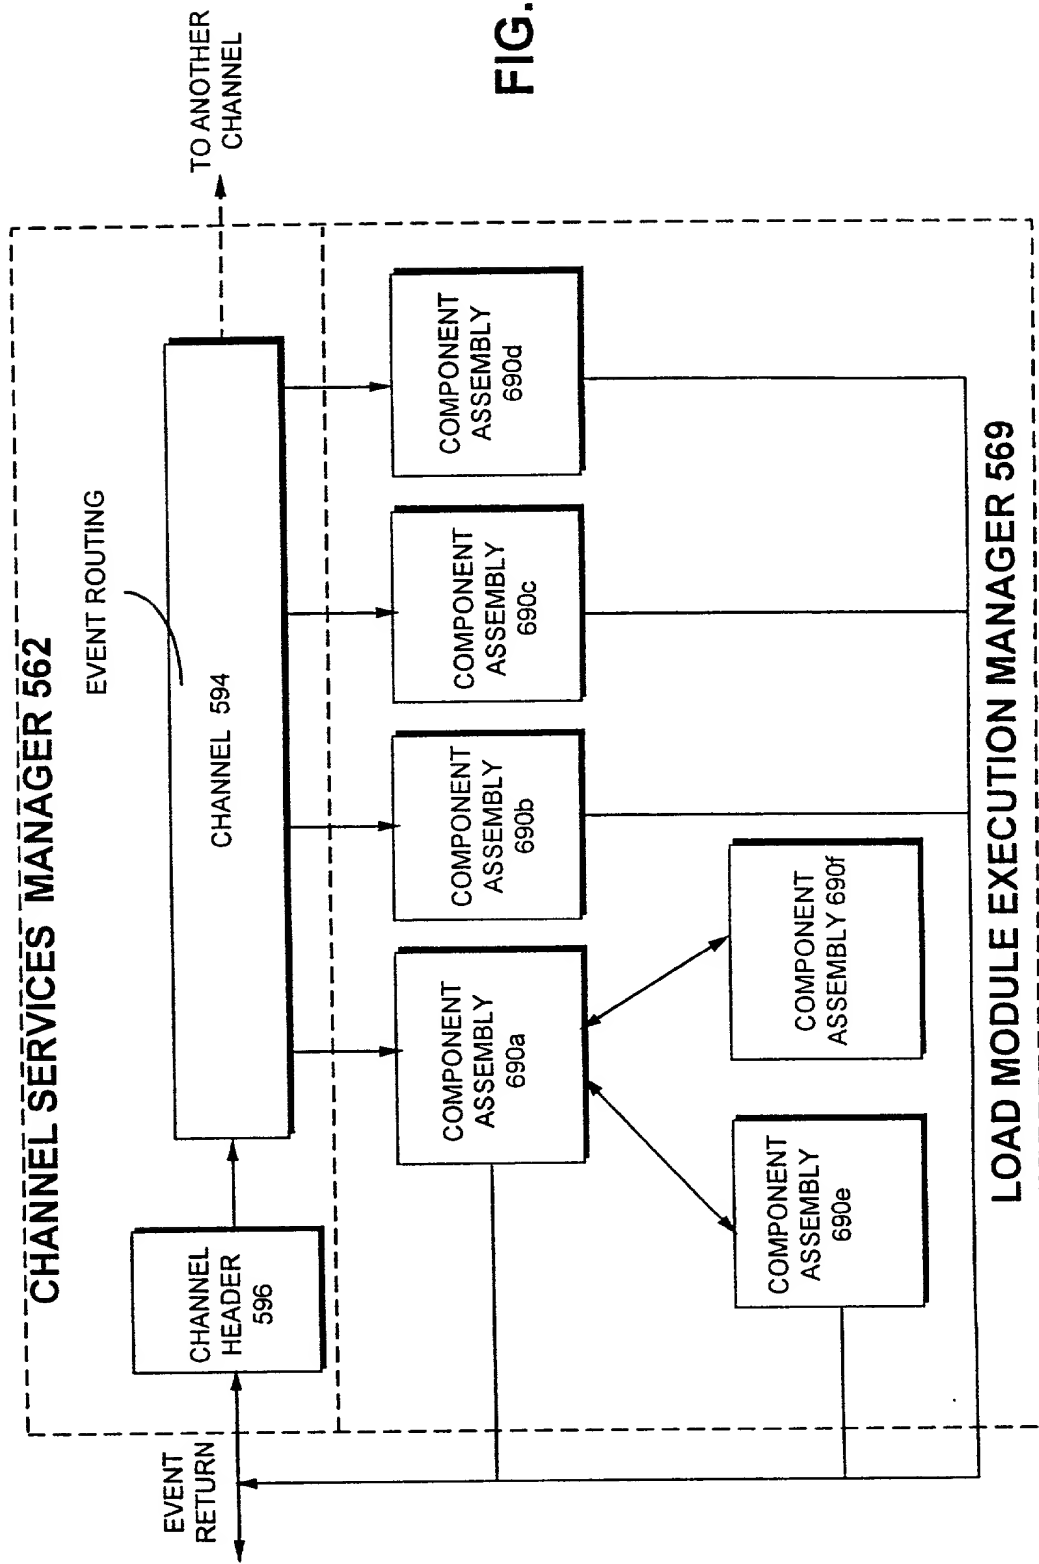 CHANNEL SERVICES MANAGER 562
EVENT ROUTING
TO ANOTHER
CHANNEL
EVENT
RETURN
CHANNEL
HEADER
596
CHANNEL 594
COMPONENT
ASSEMBLY
690a
COMPONENT
ASSEMBLY
690b
COMPONENT
ASSEMBLY
690c
COMPONENT
ASSEMBLY
690d
COMPONENT
ASSEMBLY
690e
COMPONENT
ASSEMBLY 690f
LOAD MODULE EXECUTION MANAGER 569
FIG.